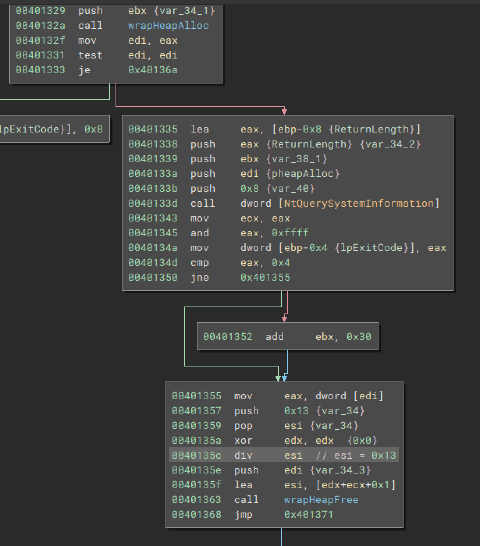 00401329 push ebx {var_34_1}
0040132a call wrapHeapAlloc
0040132f mov edi, eax
00401331 test edi, edi
00401333 je 0x40136a
lpExitCode}], 0x8
00401335 lea eax, [ebp-0x8 {ReturnLength}]
00401338 push eax {ReturnLength} {var_34_2}
00401339 push ebx {var_38_1}
0040133a push edi {pheapAlloc}
0040133b push 0x8 {var_40}
0040133d call dword [NtQuerySystemInformation]
00401343 mov ecx, eax
00401345 and eax, 0xffff
0040134a mov dword [ebp-0x4 {lpExitCode}], eax
0040134d cmp eax, 0x4
00401350 jne 0x401355
00401352 add ebx, 0x30
00401355 mov eax, dword [edi]
00401357 push 0x13 {var_34}
00401359 pop esi {var_34}
0040135a xor edx, edx {0x0}
0040135c div esi // esi = 0x13
0040135e push edi {var_34_3}
0040135f lea esi, [edx+ecx+0x1]
00401363 call wrapHeapFree
00401368 jmp 0x401371